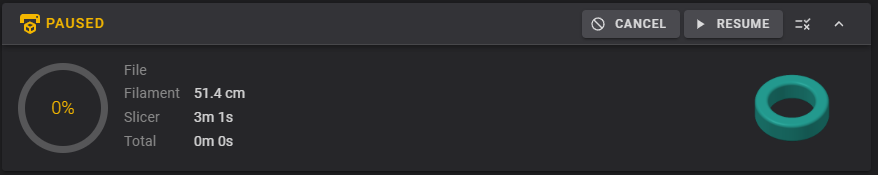 PAUSED CANCEL RESUME
0%
File
Filament 51.4 cm
Slicer 3m 1s
Total 0m 0s